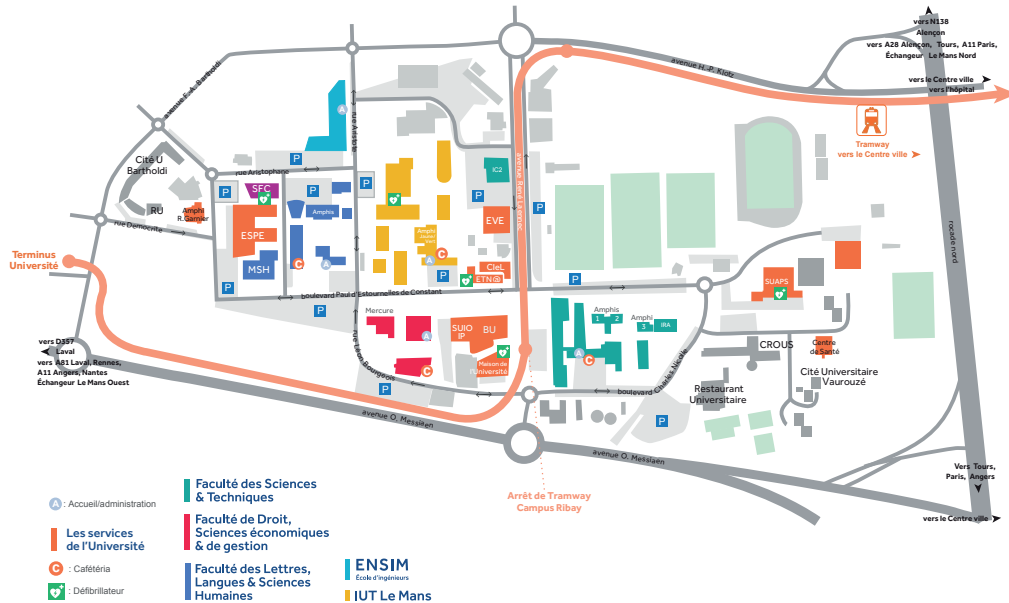 vers N138
Alençon
vers A28 Alençon, Tours, A11 Paris,
Échangeur Le Mans Nord
avenue H.-P. Klotz
vers le Centre ville
vers l'hôpital
Tramway
vers le Centre ville
avenue F.-A. Bartholdi
rue Aristote
avenue René Laennec
rocade nord
A
Cité U
Bartholdi
P
rue Aristophane
SFC
P
P
P
P
IC2
RU
Amphi
R.Garnier
Amphis
EVE
P
rue Démocrite
ESPE
Amphi
C
C
A
A
MSH
CleL
ETN
P
P
P
P
SUAPS
Terminus
Université
boulevard Paul d'Estournelles de Constant
Mercure
A
SUIO
IP
BU
Amphis
1 2
Amphi
3
IRA
vers D357
Laval
vers A81 Laval, Rennes,
A11 Angers, Nantes
Échangeur Le Mans Ouest
rue Léon Bourgeois
C
Maison de
l'Université
A
C
CROUS
Centre
de Santé
Cité Universitaire
Vaurouzé
boulevard Charles Nicolle
Restaurant
Universitaire
P
P
P
avenue O. Messiaen
avenue O. Messiaen
Vers Tours,
Paris, Angers
vers le Centre ville
Arrêt de Tramway
Campus Ribay
A : Accueil/administration
Les services
de l'Université
C : Cafétéria
: Défibrillateur
Faculté des Sciences
& Techniques
Faculté de Droit,
Sciences économiques
& de gestion
Faculté des Lettres,
Langues & Sciences
Humaines
ENSIM
École d'ingénieurs
IUT Le Mans